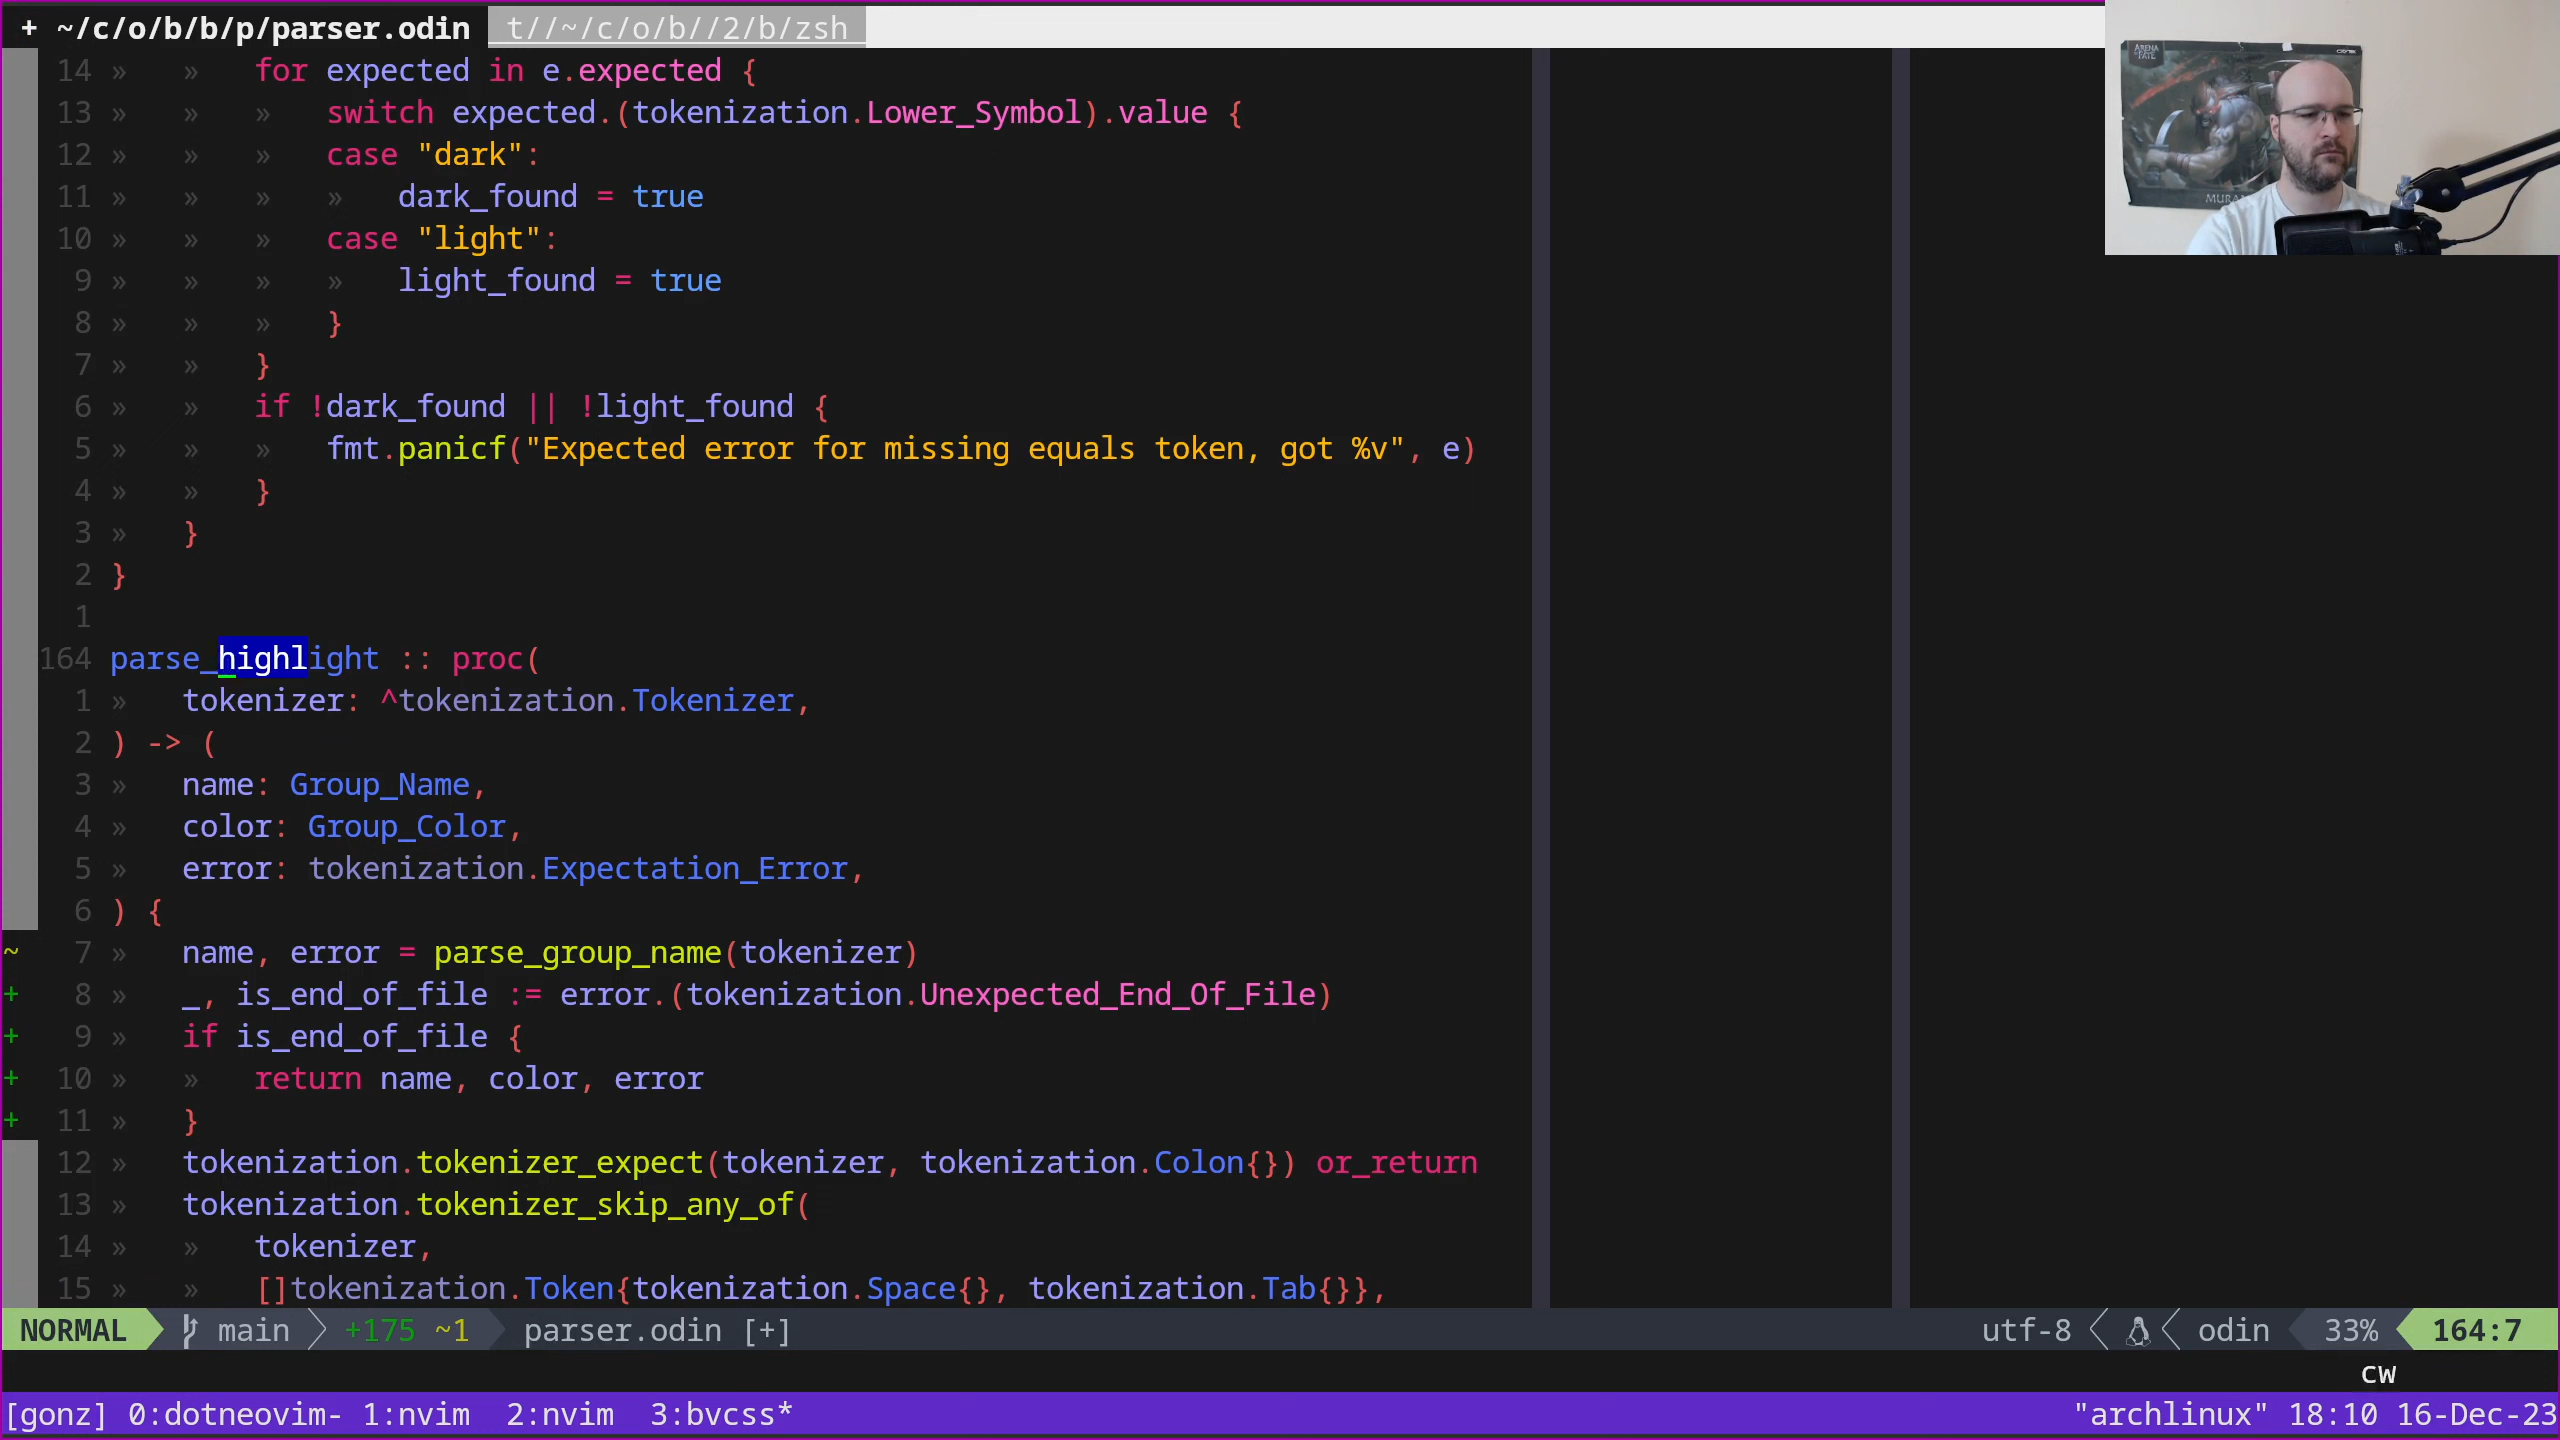 + ~/c/o/b/b/p/parser.odin t//~/c/o/b//2/b/zsh
14 » » for expected in e.expected {
13 » » » switch expected.(tokenization.Lower_Symbol).value {
12 » » » case "dark":
11 » » » » dark_found = true
10 » » » case "light":
9 » » » » light_found = true
8 » » » }
7 » » }
6 » » if !dark_found || !light_found {
5 » » » fmt.panicf("Expected error for missing equals token, got %v", e)
4 » » }
3 » }
2 }
1
164 parse_highlight :: proc(
1 » tokenizer: ^tokenization.Tokenizer,
2 ) -> (
3 » name: Group_Name,
4 » color: Group_Color,
5 » error: tokenization.Expectation_Error,
6 ) {
~ 7 » name, error = parse_group_name(tokenizer)
+ 8 » _, is_end_of_file := error.(tokenization.Unexpected_End_Of_File)
+ 9 » if is_end_of_file {
+ 10 » » return name, color, error
+ 11 » }
12 » tokenization.tokenizer_expect(tokenizer, tokenization.Colon{}) or_return
13 » tokenization.tokenizer_skip_any_of(
14 » » tokenizer,
15 » » []tokenization.Token{tokenization.Space{}, tokenization.Tab{}},
NORMAL main +175 ~1 parser.odin [+] utf-8 odin 33% 164:7
cw
[gonz] 0:dotneovim- 1:nvim 2:nvim 3:bvcss* "archlinux" 18:10 16-Dec-23